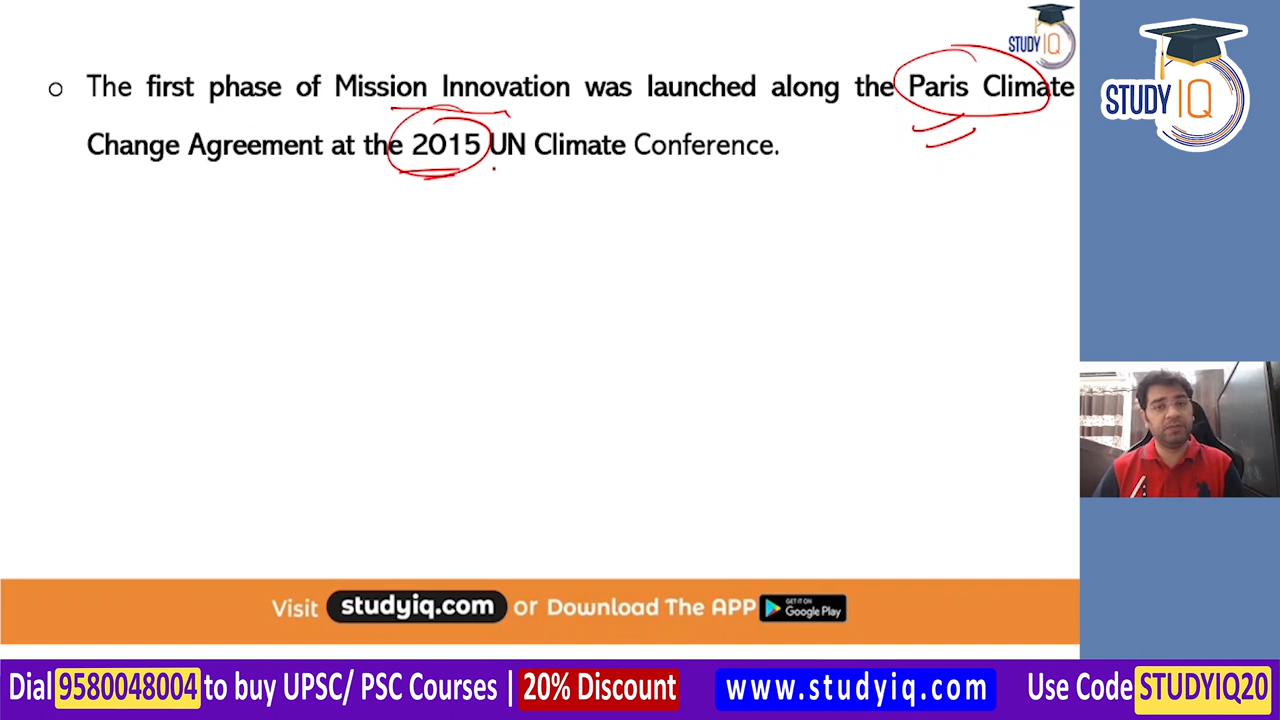 STUDY IQ
STUDY IQ
○ The first phase of Mission Innovation was launched along the Paris Climate
Change Agreement at the 2015 UN Climate Conference.
Visit studyiq.com or Download The APP GET IT ON Google Play
Dial 9580048004 to buy UPSC/ PSC Courses | 20% Discount www.studyiq.com Use Code STUDYIQ20